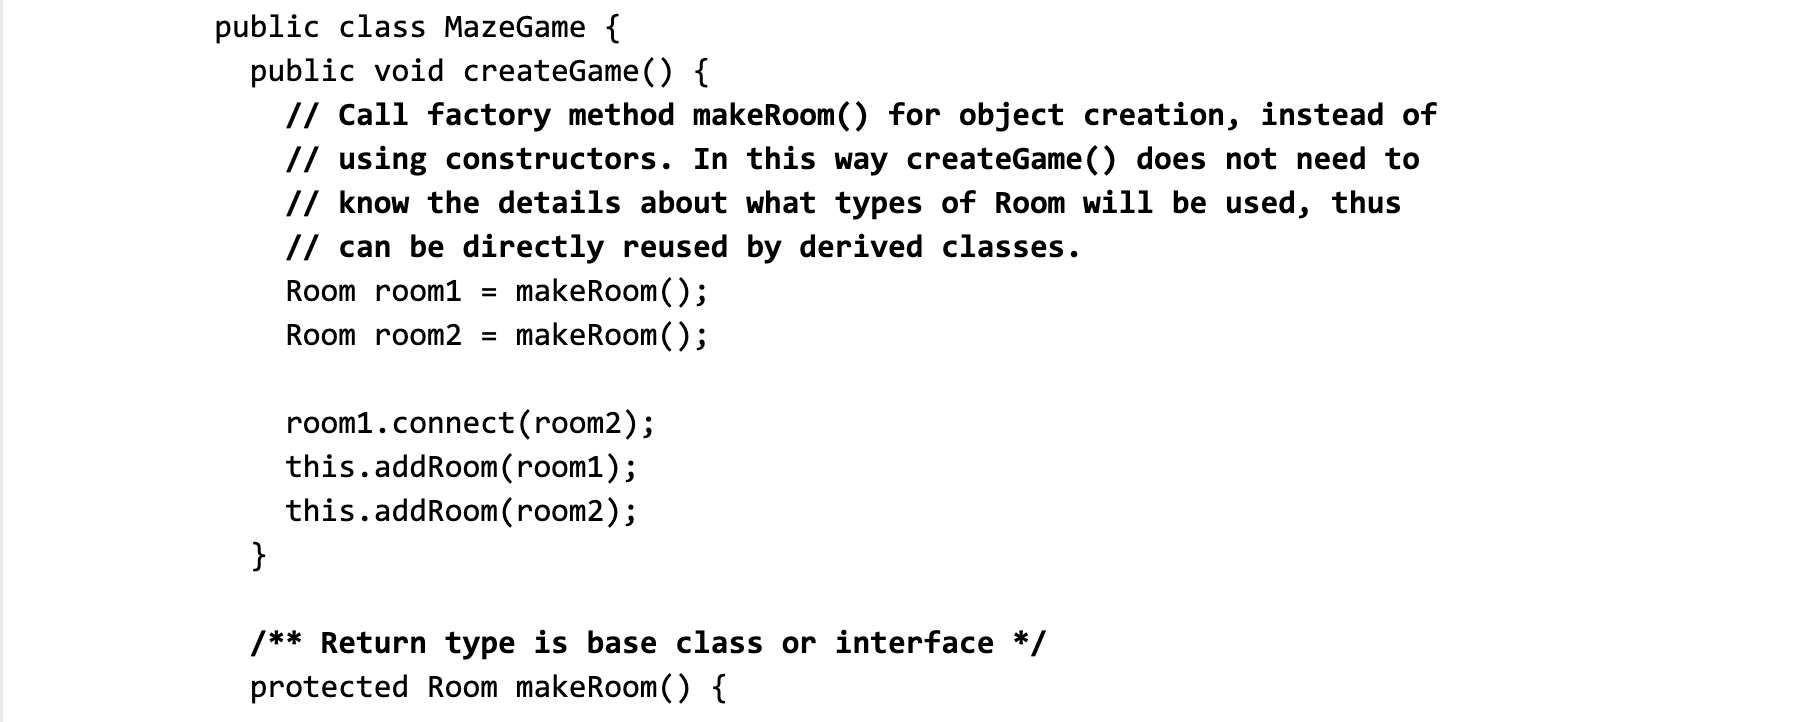 public class MazeGame {
public void createGame() {
// Call factory method makeRoom() for object creation, instead of
// using constructors. In this way createGame() does not need to
// know the details about what types of Room will be used, thus
// can be directly reused by derived classes.
Room room1 = makeRoom();
Room room2 = makeRoom();
room1.connect(room2);
this.addRoom(room1);
this.addRoom(room2);
}
/** Return type is base class or interface */
protected Room makeRoom() {